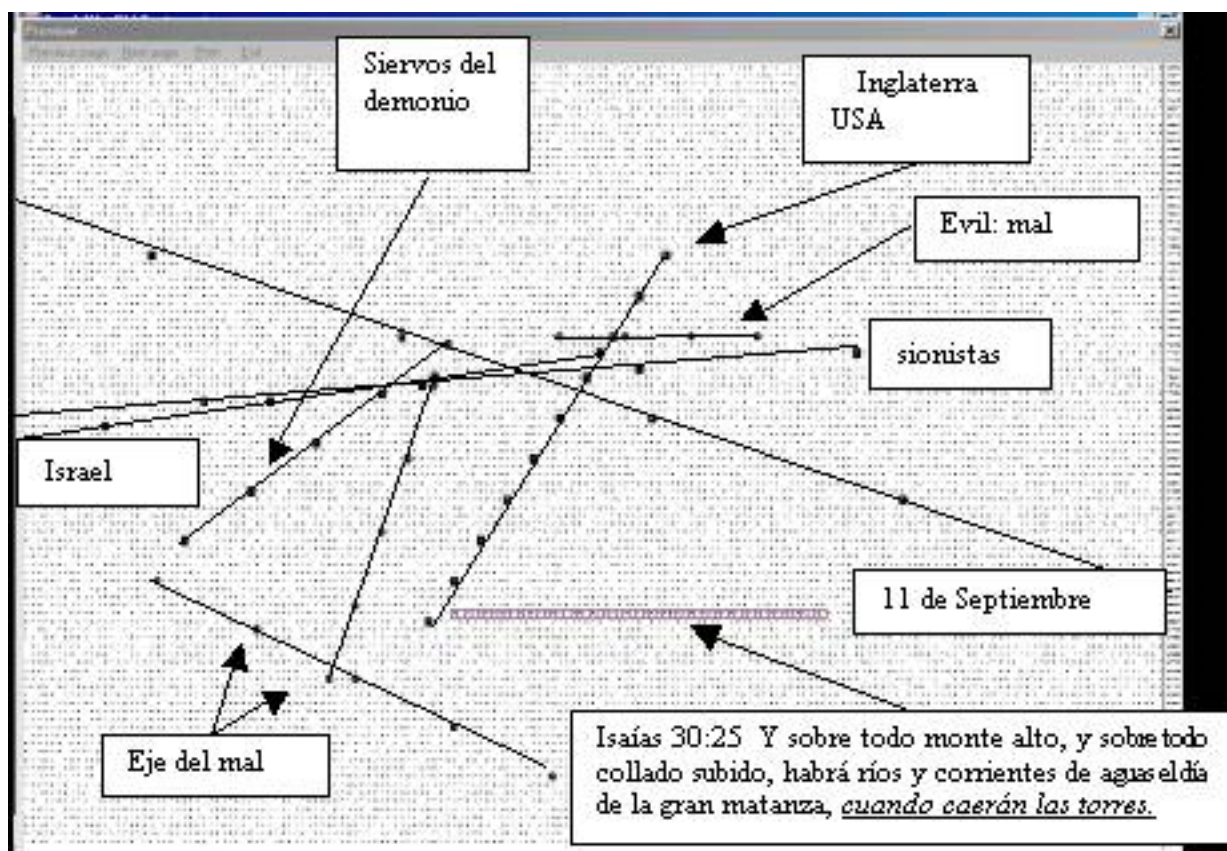 Preview
Siervos del
demonio
Inglaterra
USA
Evil: mal
sionistas
Israel
11 de Septiembre
Eje del mal
Isaías 30:25 Y sobre todo monte alto, y sobre todo
collado subido, habrá ríos y corrientes de aguas el día
de la gran matanza, cuando caerán las torres.